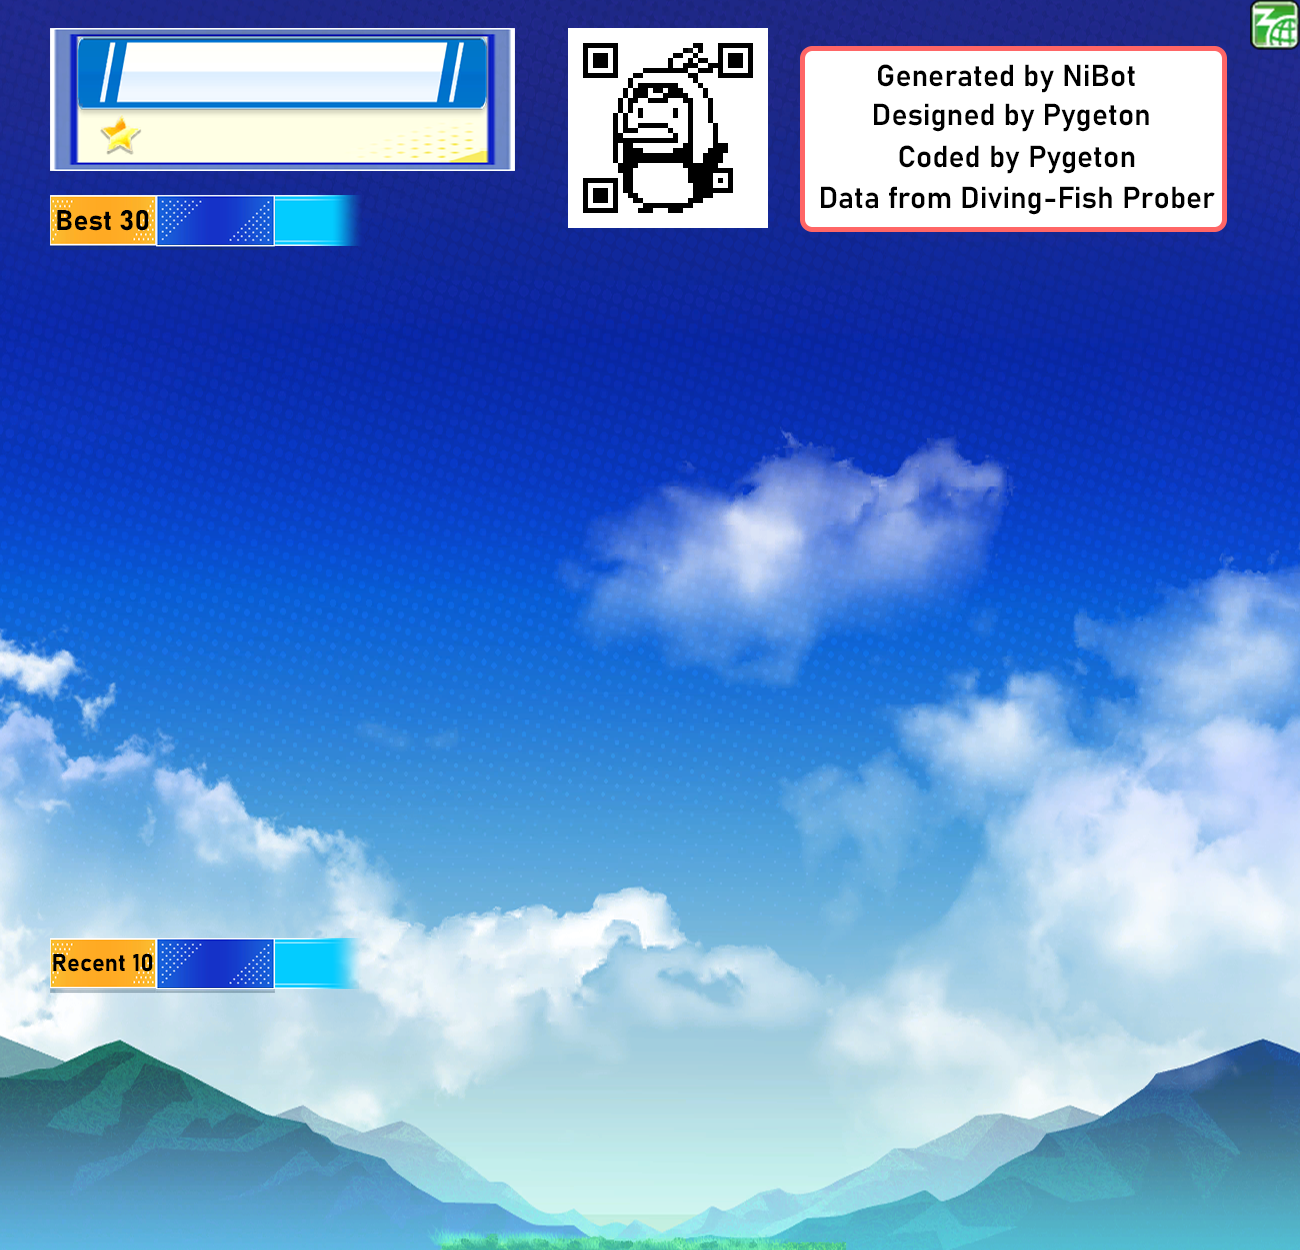 Generated by NiBot
Designed by Pygeton
Coded by Pygeton
Data from Diving-Fish Prober
Best 30
Recent 10